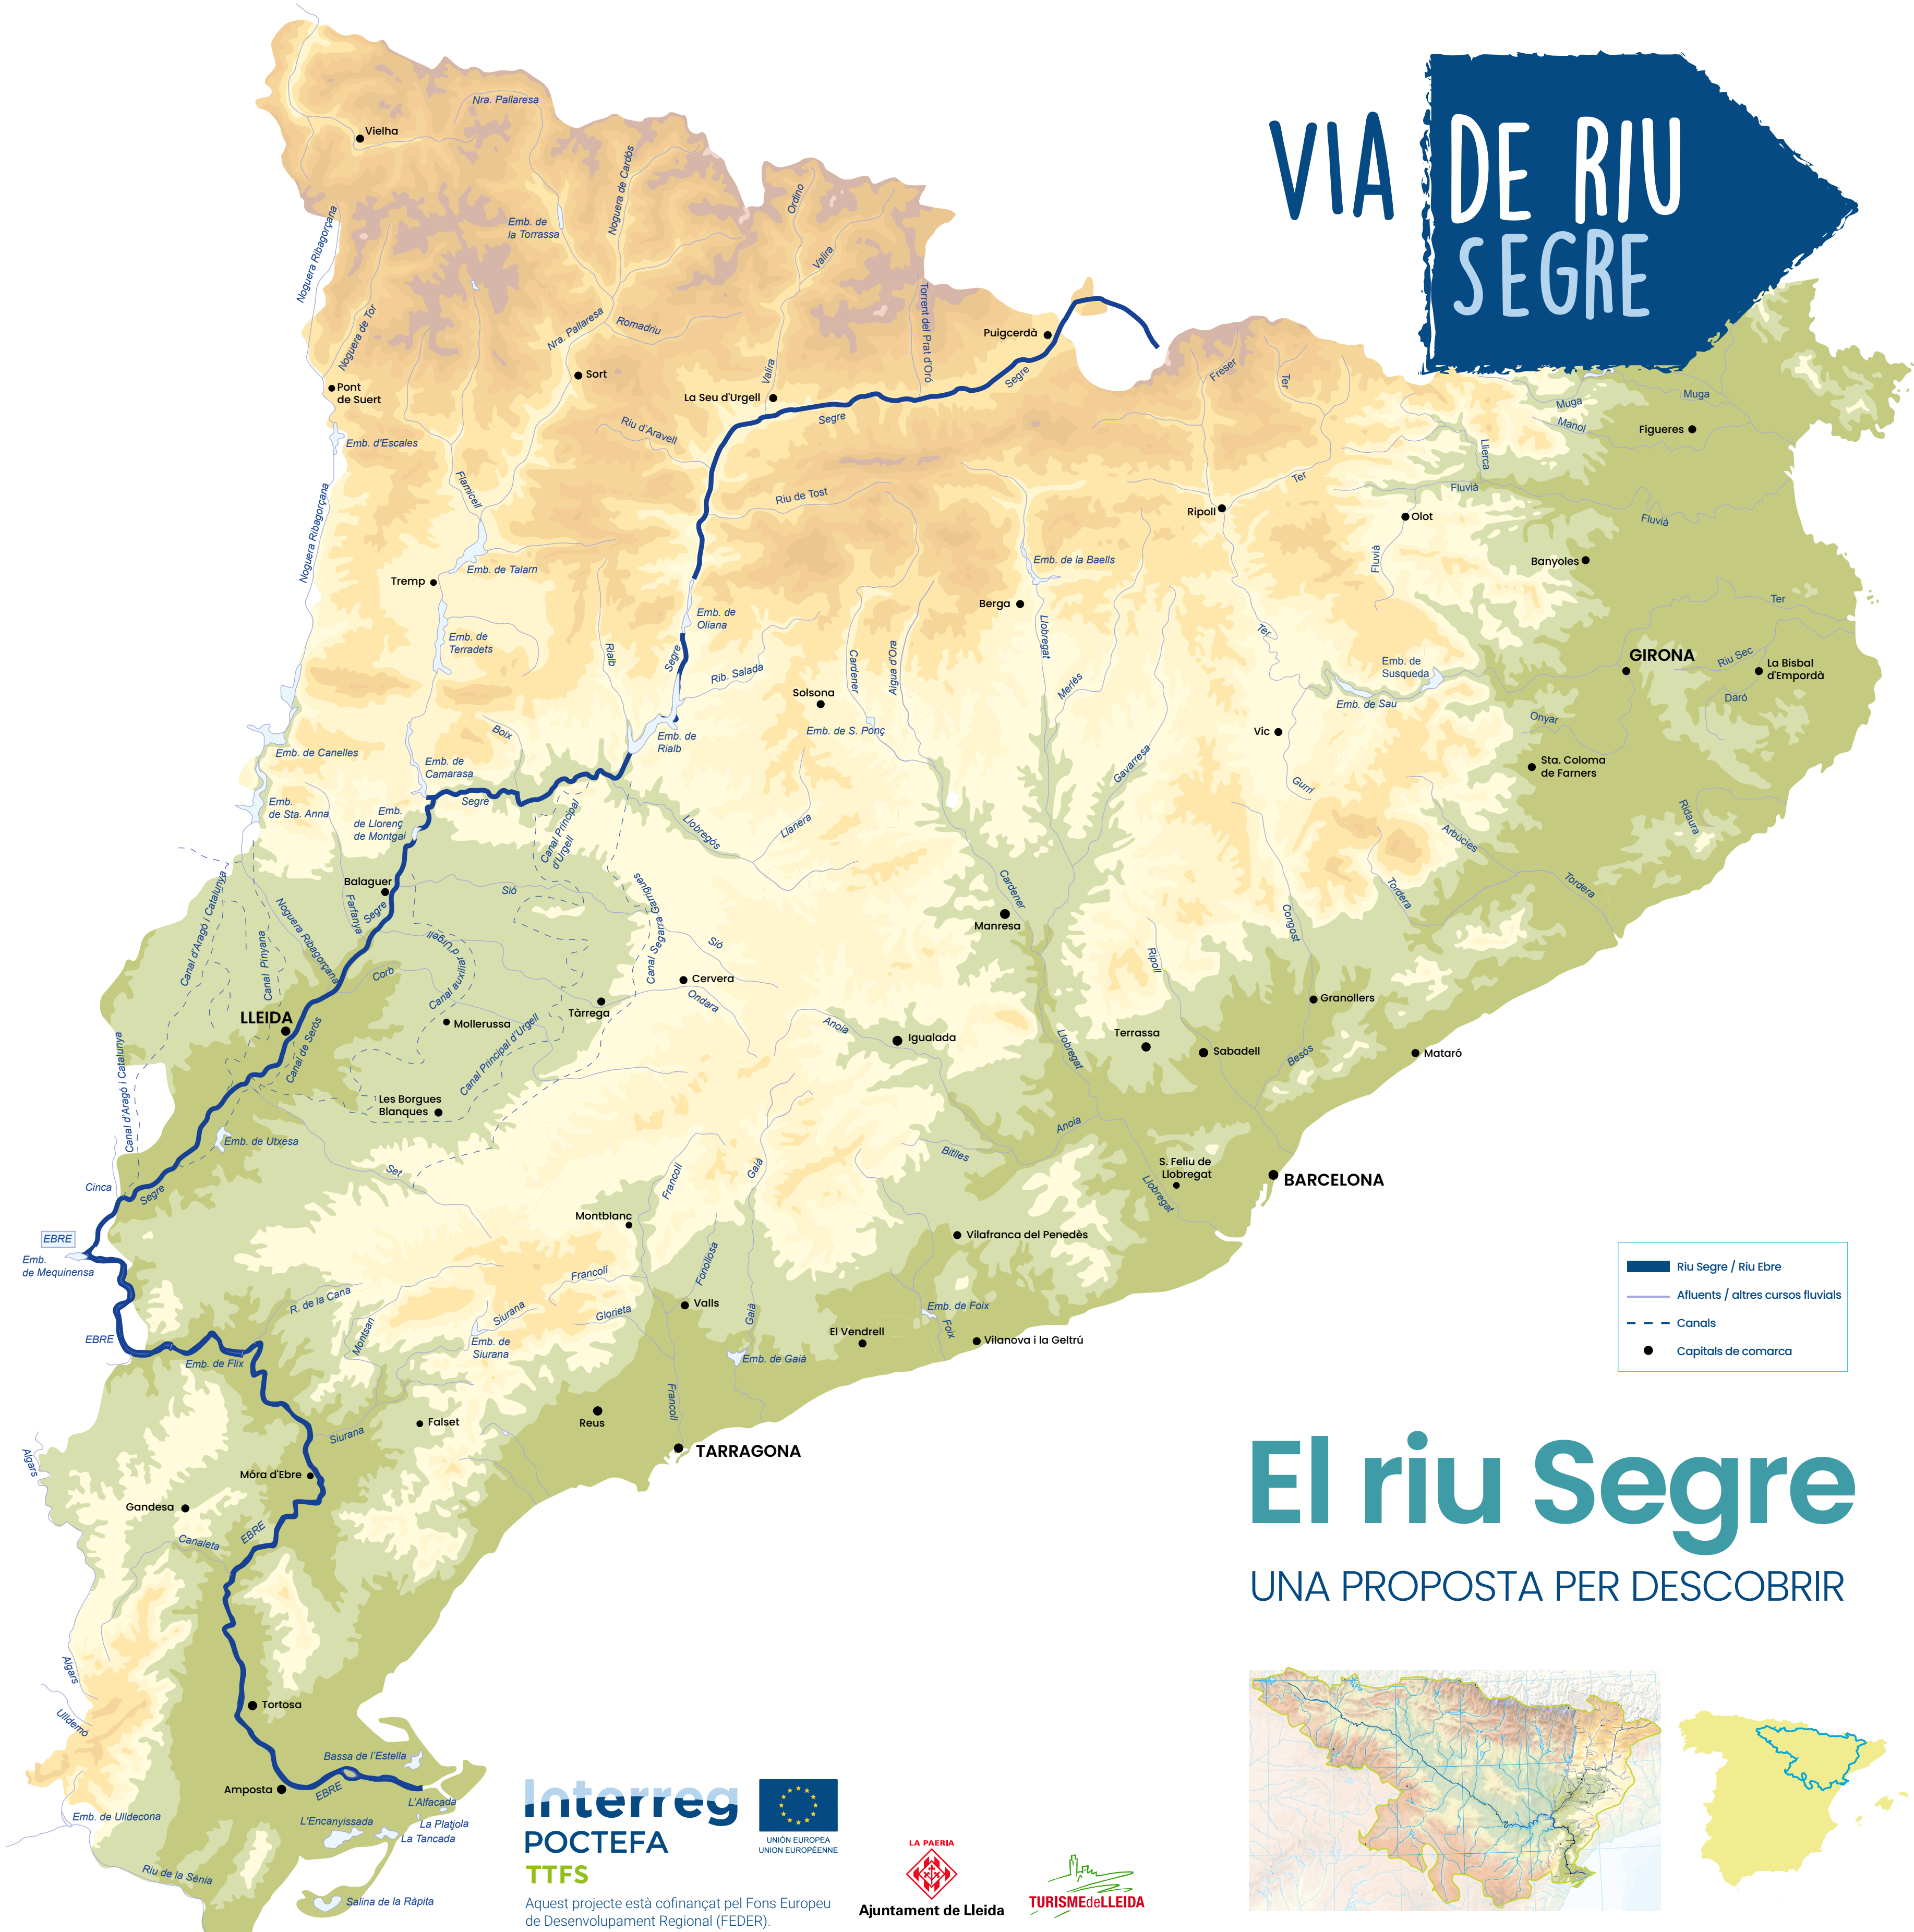 VIA DE RIU
SEGRE
Nra. Pallaresa
Vielha
Noguera de Cardós
Ordino
Emb. de
la Torrassa
Noguera Ribagorçana
Valira
Torrent del Prat d'Oró
Noguera de Tor
Nra. Pallaresa
Romadriu
Puigcerdà
Segre
Freser
Ter
Ter
Sort
Valira
Pont
de Suert
La Seu d'Urgell
Segre
Muga
Muga
Manol
Figueres
Riu d'Aravell
Emb. d'Escales
Llierca
Flamicell
Riu de Tost
Ter
Fluvià
Noguera Ribagorçana
Ripoll
Olot
Fluvià
Fluvià
Emb. de Talarn
Tremp
Emb. de la Baells
Banyoles
Berga
Emb. de
Oliana
Ter
Emb. de
Terradets
Rialb
Segre
Llobregat
Ter
Rib. Salada
Cardener
Aigua d'Ora
Merlès
Emb. de
Susqueda
GIRONA
Riu Sec
La Bisbal
d'Empordà
Solsona
Emb. de Sau
Daró
Boix
Emb. de
Rialb
Emb. de S. Ponç
Vic
Onyar
Emb. de Canelles
Emb. de
Camarasa
Gavarresa
Sta. Coloma
de Farners
Gurri
Emb.
de Sta. Anna
Segre
Emb.
de Llorenç
de Montgai
Canal Principal
d'Urgell
Llobregós
Llanera
Arbúcies
Ridaura
Balaguer
Sió
Farfanya
Segre
Canal d'Aragó i Catalunya
Noguera Ribagorçana
Canal Pinyana
Canal Segarra Garrigues
Cardener
Manresa
Tordera
Tordera
Congost
Canal auxiliar d'Urgell
Corb
Sió
Ripoll
Cervera
Ondara
Tàrrega
Granollers
LLEIDA
Mollerussa
Canal de Serós
Canal Principal d'Urgell
Anoia
Igualada
Llobregat
Terrassa
Sabadell
Besòs
Mataró
Canal d'Aragó i Catalunya
Les Borgues
Blanques
Emb. de Utxesa
Anoia
Set
Bitlles
Cinca
Segre
Francolí
Gaià
S. Feliu de
Llobregat
Llobregat
BARCELONA
Montblanc
Vilafranca del Penedès
EBRE
Emb.
de Mequinensa
Fonollosa
Francolí
R. de la Cana
Siurana
Glorieta
Valls
Gaià
Emb. de Foix
Foix
Montsan
Emb. de
Siurana
El Vendrell
Vilanova i la Geltrú
EBRE
Emb. de Flix
Emb. de Gaià
Francolí
Falset
Reus
Siurana
TARRAGONA
Algars
Móra d'Ebre
Gandesa
EBRE
Canaleta
Algars
Tortosa
Ulldemó
Bassa de l'Estella
Amposta
EBRE
L'Alfacada
Emb. de Ulldecona
L'Encanyissada
La Platjola
La Tancada
Riu de la Sénia
Salina de la Ràpita
Riu Segre / Riu Ebre
Afluents / altres cursos fluvials
Canals
Capitals de comarca
El riu Segre
UNA PROPOSTA PER DESCOBRIR
Interreg
POCTEFA
TTFS
UNIÓN EUROPEA
UNION EUROPÉENNE
Aquest projecte està cofinançat pel Fons Europeu
de Desenvolupament Regional (FEDER).
LA PAERIA
Ajuntament de Lleida
TURISMEdeLLEIDA